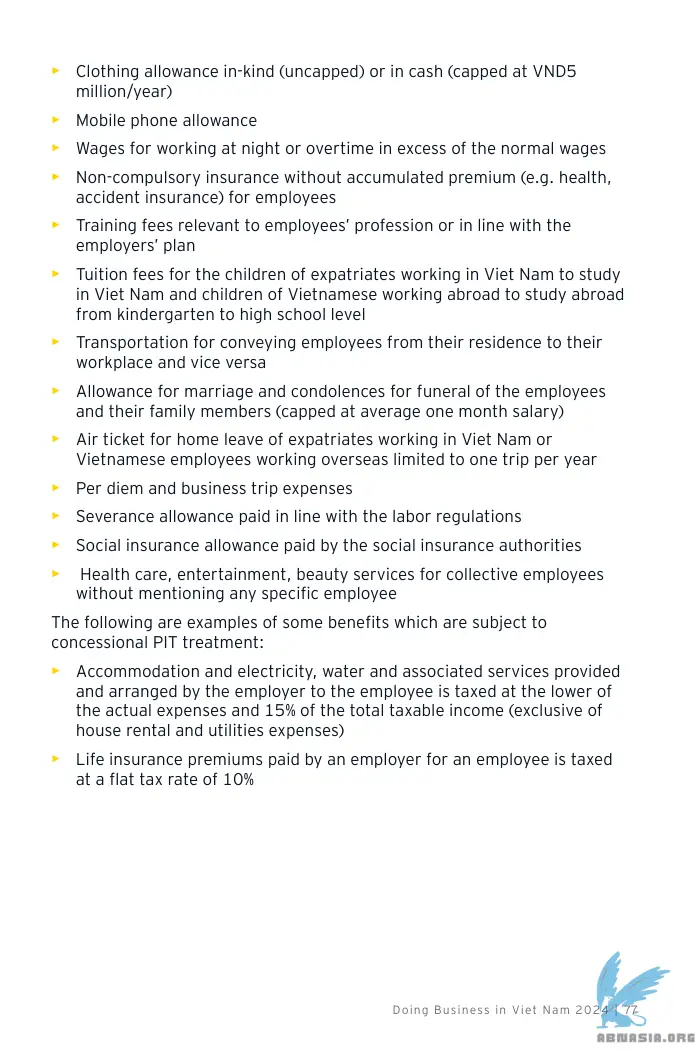 ► Clothing allowance in-kind (uncapped) or in cash (capped at VND5
million/year)
► Mobile phone allowance
► Wages for working at night or overtime in excess of the normal wages
► Non-compulsory insurance without accumulated premium (e.g. health,
accident insurance) for employees
► Training fees relevant to employees’ profession or in line with the
employers’ plan
► Tuition fees for the children of expatriates working in Viet Nam to study
in Viet Nam and children of Vietnamese working abroad to study abroad
from kindergarten to high school level
► Transportation for conveying employees from their residence to their
workplace and vice versa
► Allowance for marriage and condolences for funeral of the employees
and their family members (capped at average one month salary)
► Air ticket for home leave of expatriates working in Viet Nam or
Vietnamese employees working overseas limited to one trip per year
► Per diem and business trip expenses
► Severance allowance paid in line with the labor regulations
► Social insurance allowance paid by the social insurance authorities
► Health care, entertainment, beauty services for collective employees
without mentioning any specific employee
The following are examples of some benefits which are subject to
concessional PIT treatment:
► Accommodation and electricity, water and associated services provided
and arranged by the employer to the employee is taxed at the lower of
the actual expenses and 15% of the total taxable income (exclusive of
house rental and utilities expenses)
► Life insurance premiums paid by an employer for an employee is taxed
at a flat tax rate of 10%
Doing Business in Viet Nam 2024 | 77
ABNASIA.ORG